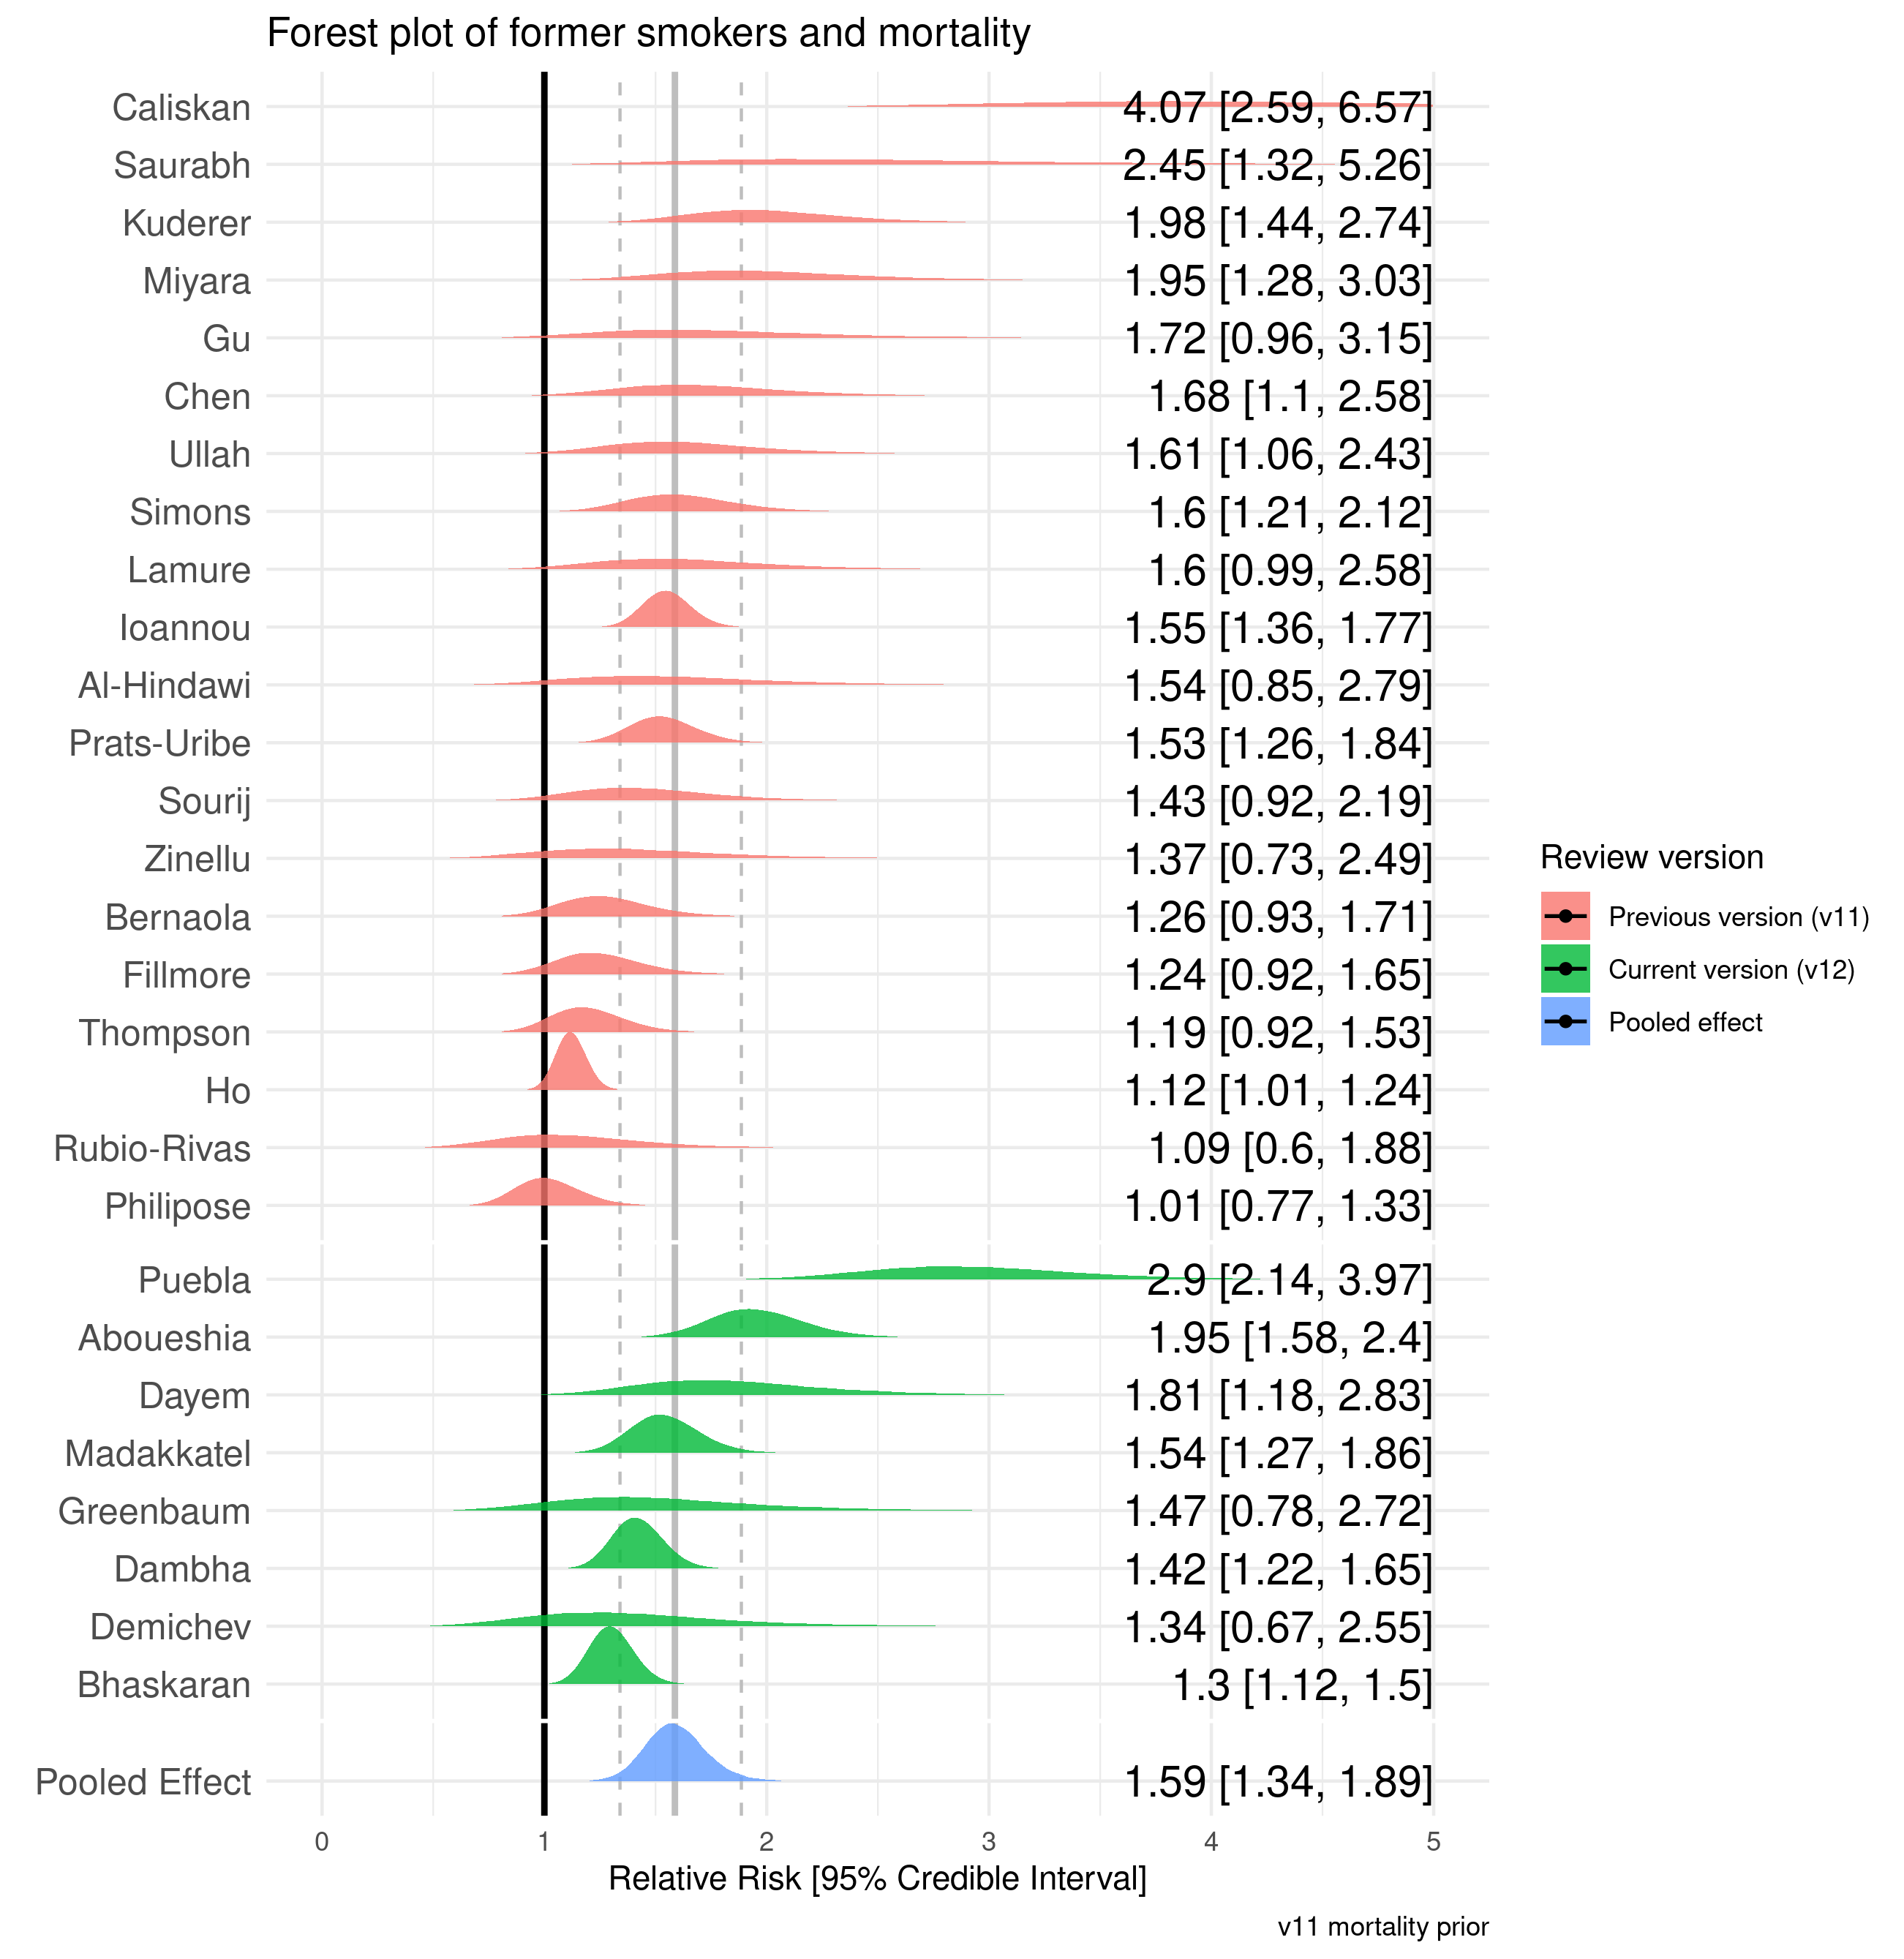 Forest plot of former smokers and mortality
Caliskan 4.07 [2.59, 6.57]
Saurabh 2.45 [1.32, 5.26]
Kuderer 1.98 [1.44, 2.74]
Miyara 1.95 [1.28, 3.03]
Gu 1.72 [0.96, 3.15]
Chen 1.68 [1.1, 2.58]
Ullah 1.61 [1.06, 2.43]
Simons 1.6 [1.21, 2.12]
Lamure 1.6 [0.99, 2.58]
Ioannou 1.55 [1.36, 1.77]
Al-Hindawi 1.54 [0.85, 2.79]
Prats-Uribe 1.53 [1.26, 1.84]
Sourij 1.43 [0.92, 2.19]
Zinellu 1.37 [0.73, 2.49]
Bernaola 1.26 [0.93, 1.71]
Fillmore 1.24 [0.92, 1.65]
Thompson 1.19 [0.92, 1.53]
Ho 1.12 [1.01, 1.24]
Rubio-Rivas 1.09 [0.6, 1.88]
Philipose 1.01 [0.77, 1.33]
Puebla 2.9 [2.14, 3.97]
Aboueshia 1.95 [1.58, 2.4]
Dayem 1.81 [1.18, 2.83]
Madakkatel 1.54 [1.27, 1.86]
Greenbaum 1.47 [0.78, 2.72]
Dambha 1.42 [1.22, 1.65]
Demichev 1.34 [0.67, 2.55]
Bhaskaran 1.3 [1.12, 1.5]
Pooled Effect 1.59 [1.34, 1.89]
0 1 2 3 4 5
Relative Risk [95% Credible Interval]
v11 mortality prior
Review version
Previous version (v11)
Current version (v12)
Pooled effect